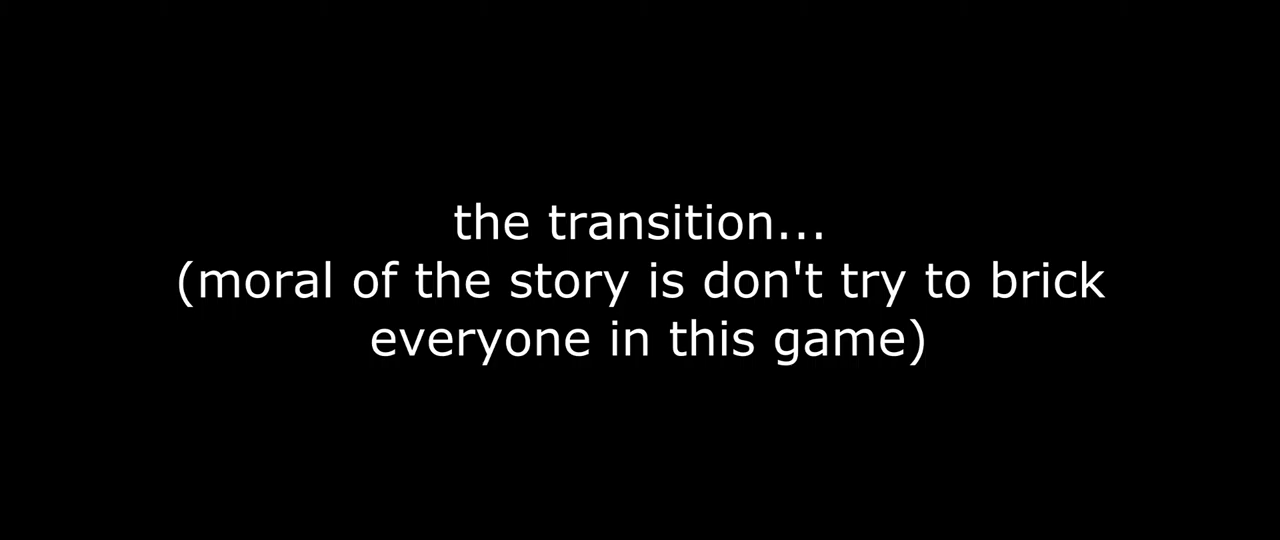 the transition...
(moral of the story is don't try to brick
everyone in this game)